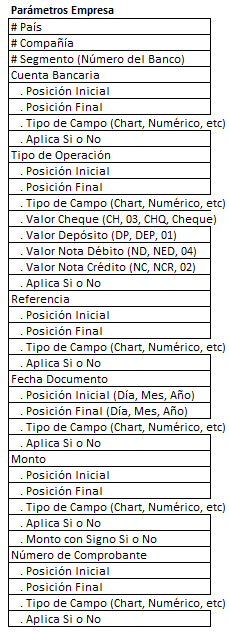 Parámetros Empresa
# País
# Compañía
# Segmento (Número del Banco)
Cuenta Bancaria
. Posición Inicial
. Posición Final
. Tipo de Campo (Chart, Numérico, etc)
. Aplica Si o No
Tipo de Operación
. Posición Inicial
. Posición Final
. Tipo de Campo (Chart, Numérico, etc)
. Valor Cheque (CH, 03, CHQ, Cheque)
. Valor Depósito (DP, DEP, 01)
. Valor Nota Débito (ND, NED, 04)
. Valor Nota Crédito (NC, NCR, 02)
. Aplica Si o No
Referencia
. Posición Inicial
. Posición Final
. Tipo de Campo (Chart, Numérico, etc)
. Aplica Si o No
Fecha Documento
. Posición Inicial (Día, Mes, Año)
. Posición Final (Día, Mes, Año)
. Tipo de Campo (Chart, Numérico, etc)
. Aplica Si o No
Monto
. Posición Inicial
. Posición Final
. Tipo de Campo (Chart, Numérico, etc)
. Aplica Si o No
. Monto con Signo Si o No
Número de Comprobante
. Posición Inicial
. Posición Final
. Tipo de Campo (Chart, Numérico, etc)
. Aplica Si o No